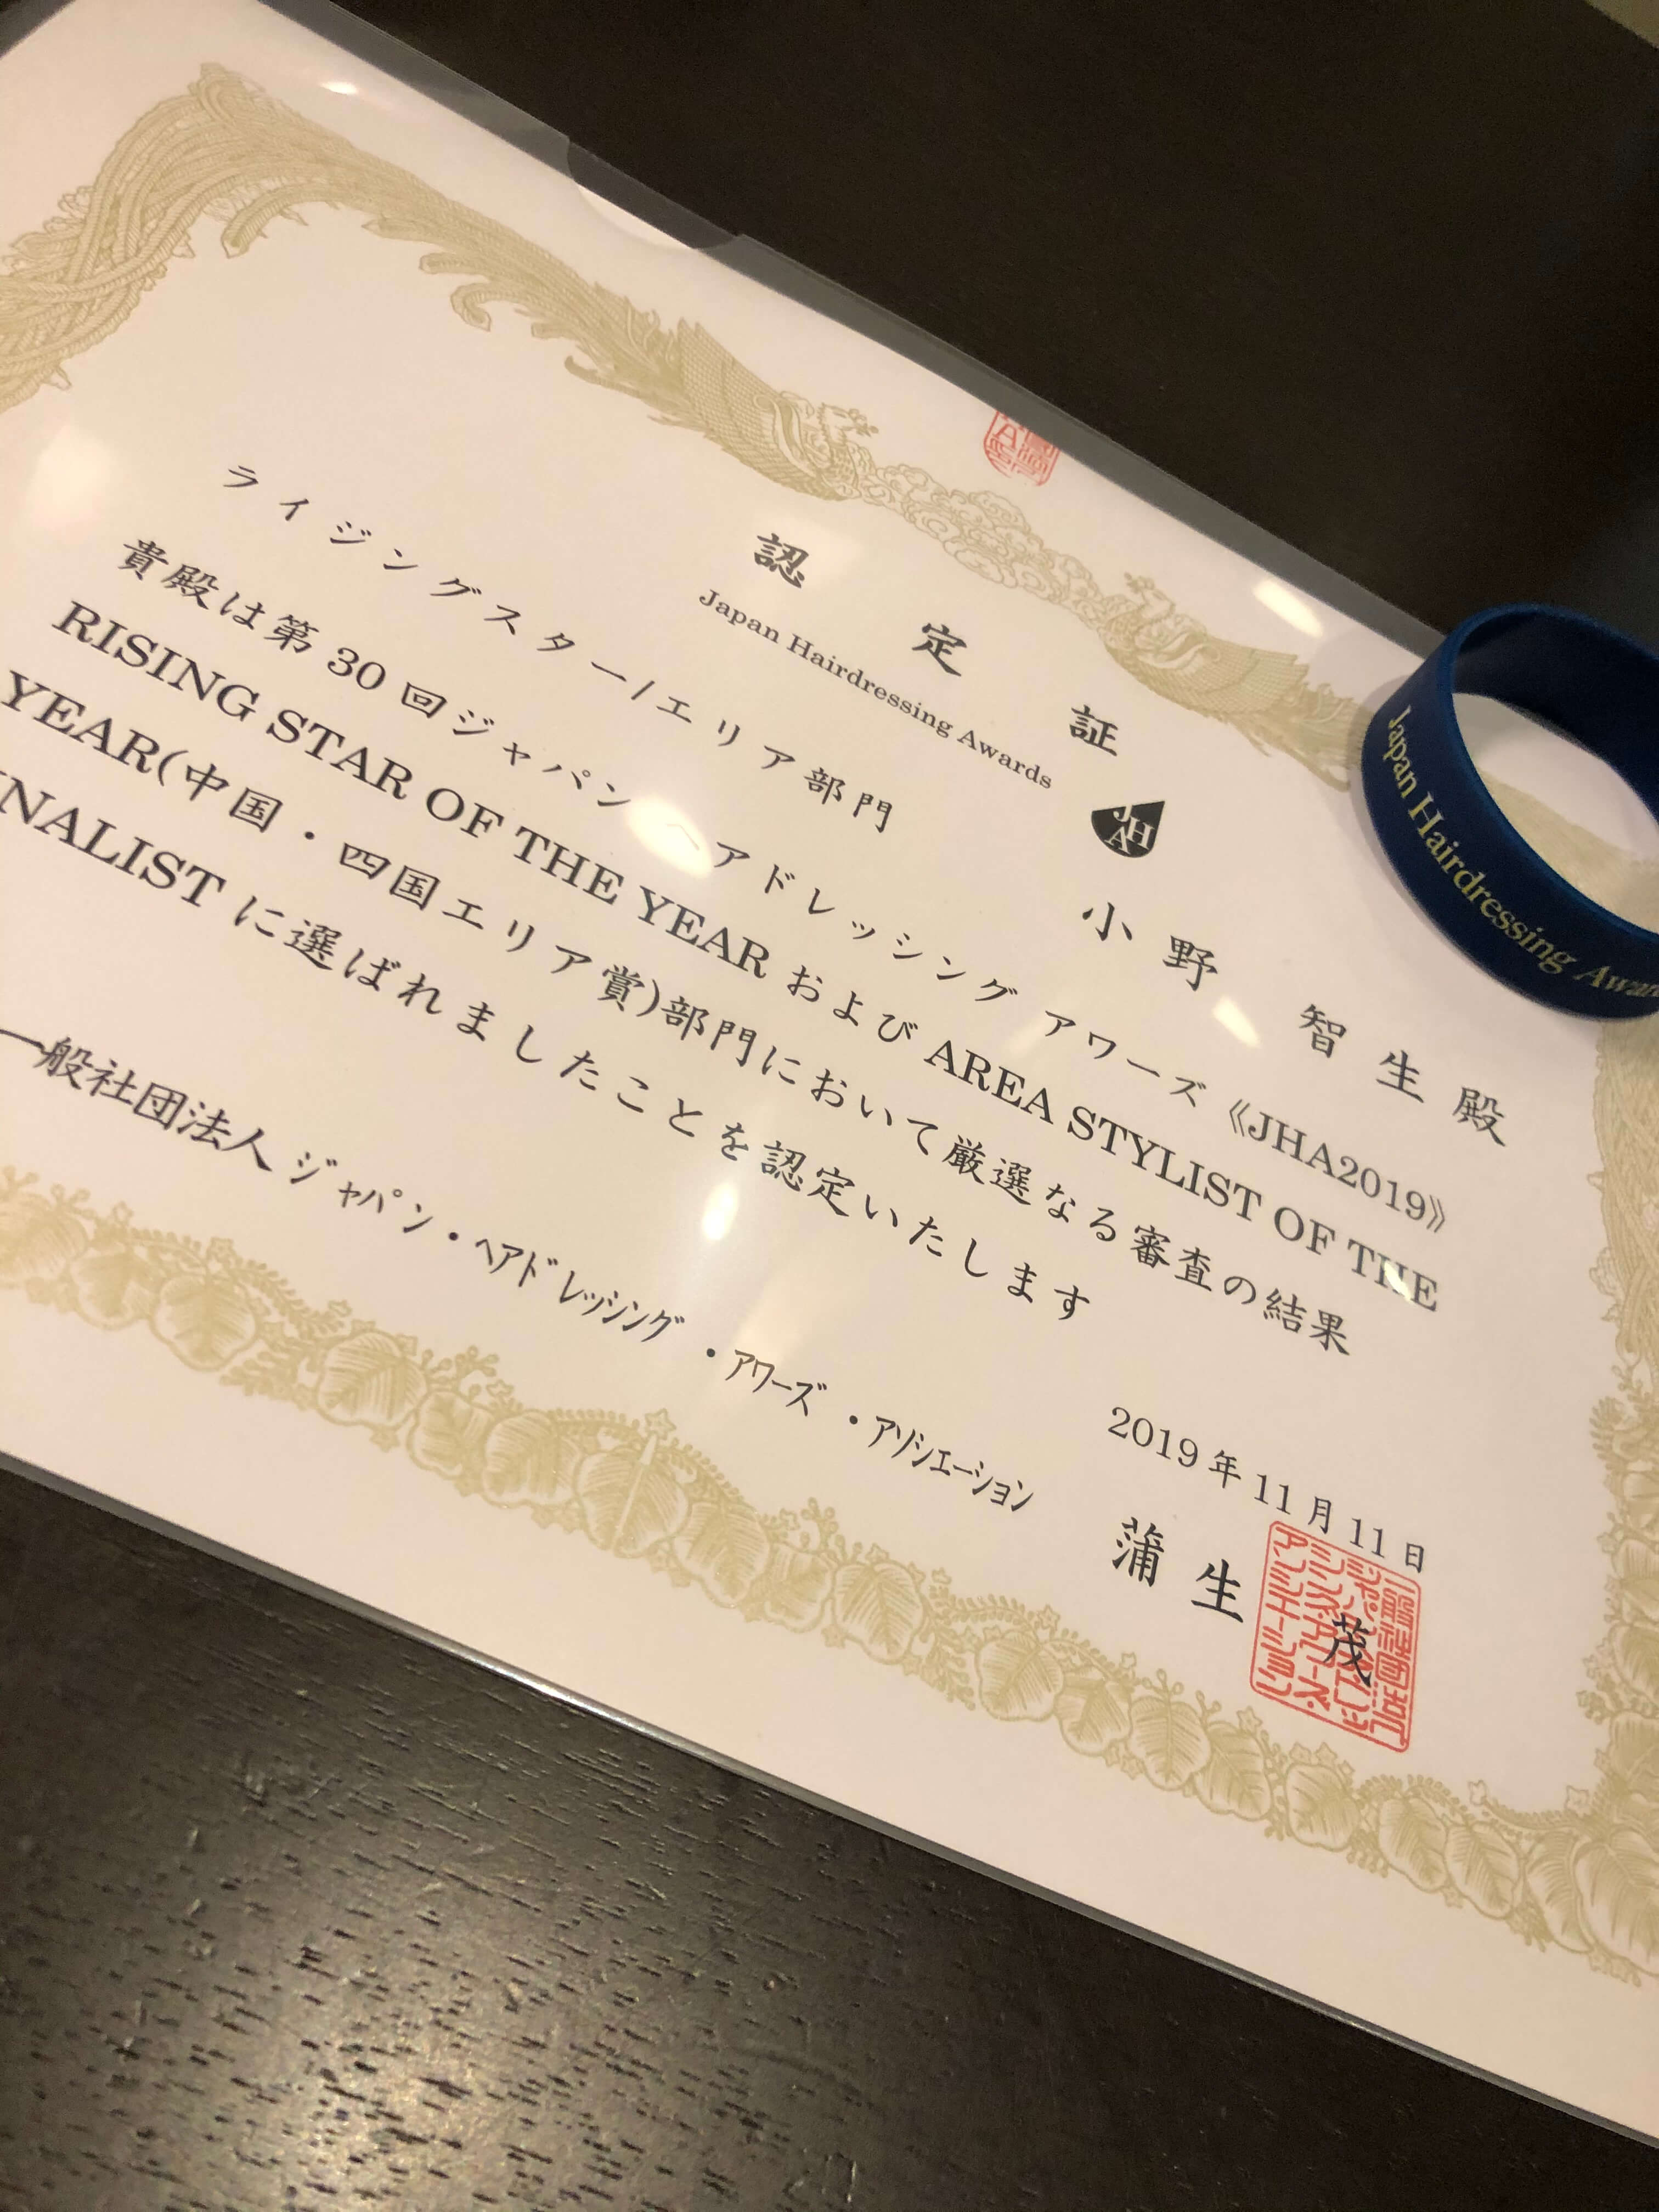 認定証
Japan Hairdressing Awards
JHA
ライジングスター/エリア部門
小野 智生 殿
貴殿は第30回ジャパン ヘアドレッシング アワーズ《JHA2019》
RISING STAR OF THE YEAR および AREA STYLIST OF THE
YEAR(中国・四国エリア賞)部門において厳選なる審査の結果
NALIST に選ばれましたことを認定いたします
2019年11月11日
一般社団法人 ジャパン・ヘアドレッシング・アワーズ・アソシエーション
蒲生 茂
Japan Hairdressing Awar